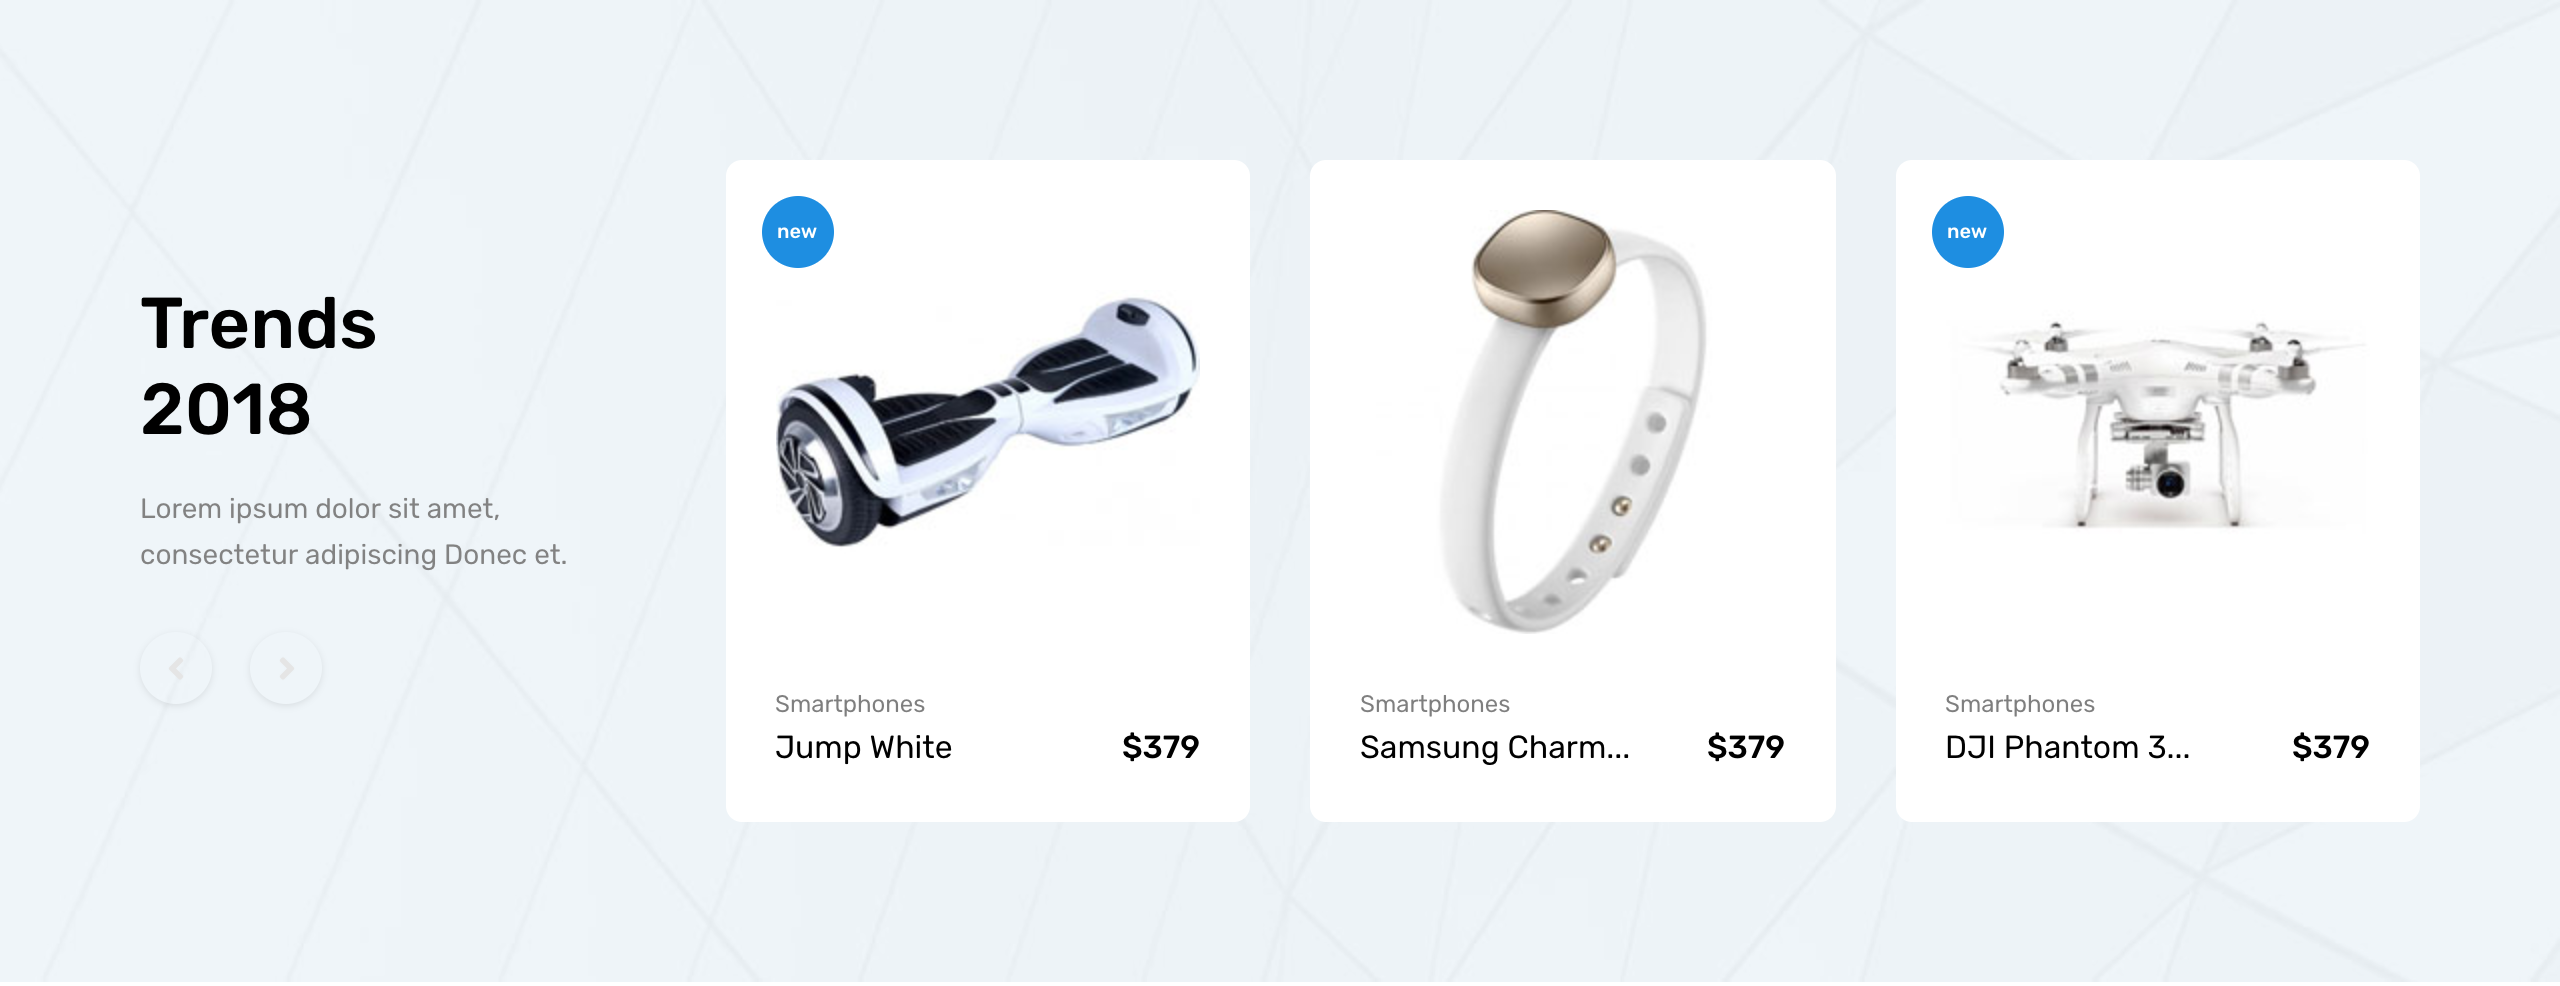 Trends
2018
Lorem ipsum dolor sit amet,
consectetur adipiscing Donec et.
new
Smartphones
Jump White $379
Smartphones
Samsung Charm... $379
new
Smartphones
DJI Phantom 3... $379